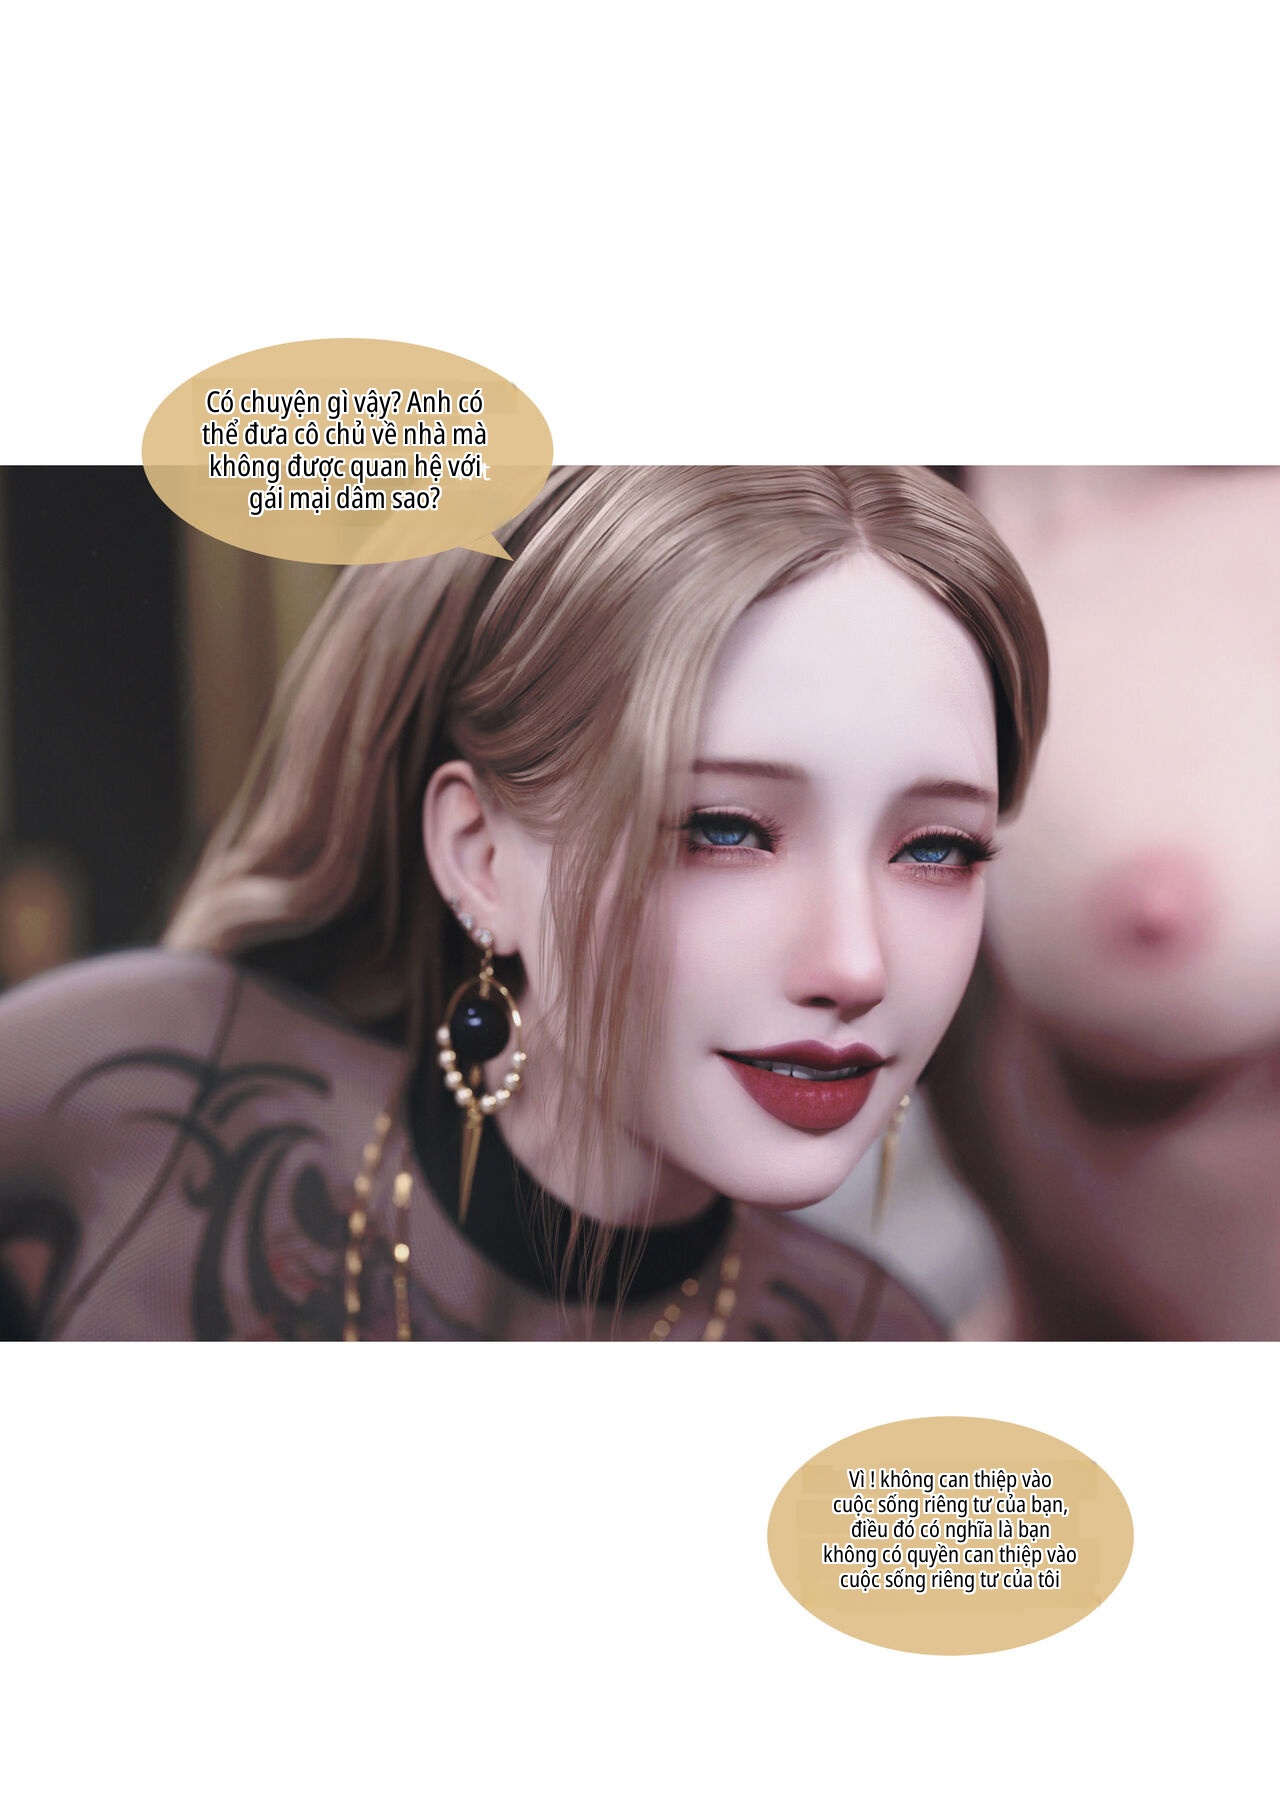 Có chuyện gì vậy? Anh có
thể đưa cô chủ về nhà mà
không được quan hệ với
gái mại dâm sao?
Vì ! không can thiệp vào
cuộc sống riêng tư của bạn,
điều đó có nghĩa là bạn
không có quyền can thiệp vào
cuộc sống riêng tư của tôi